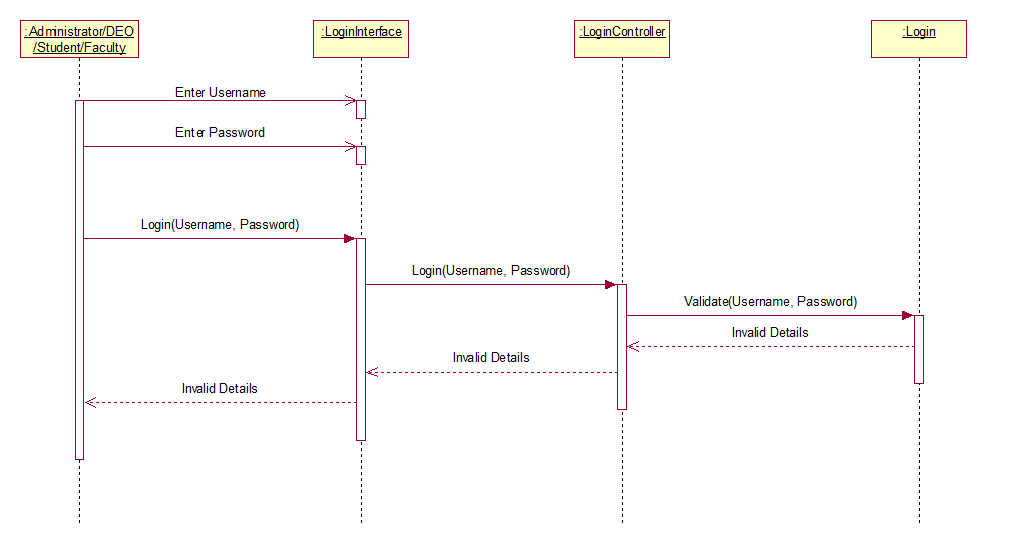 :Administrator/DEO
/Student/Faculty
:LoginInterface
:LoginController
:Login
Enter Username
Enter Password
Login(Username, Password)
Login(Username, Password)
Validate(Username, Password)
Invalid Details
Invalid Details
Invalid Details